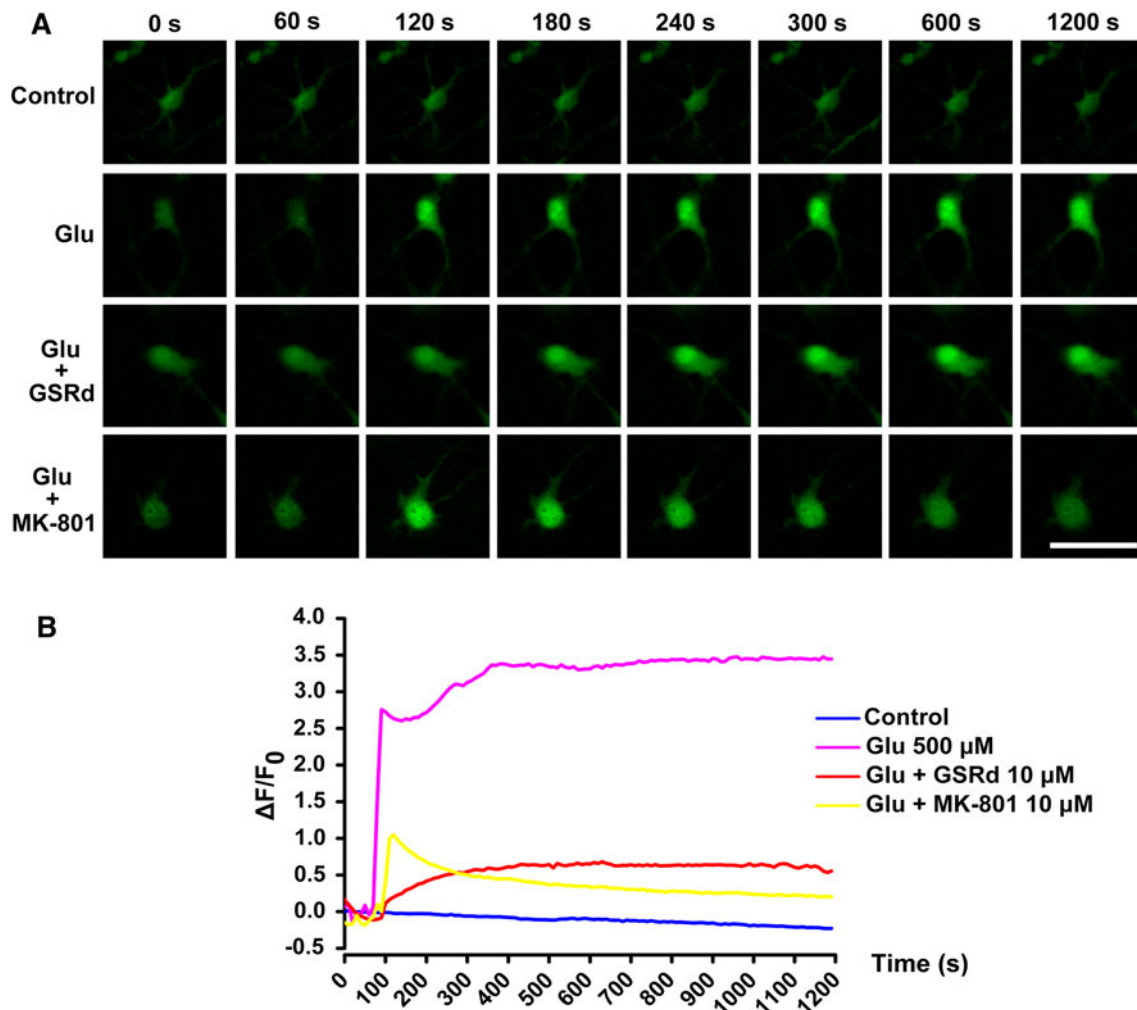 A
0 s 60 s 120 s 180 s 240 s 300 s 600 s 1200 s
Control
Glu
Glu
+
GSRd
Glu
+
MK-801
B
4.0
3.5
3.0
2.5
2.0
1.5
1.0
0.5
0.0
-0.5
ΔF/F0
Control
Glu 500 µM
Glu + GSRd 10 µM
Glu + MK-801 10 µM
Time (s)
0 100 200 300 400 500 600 700 800 900 1000 1100 1200